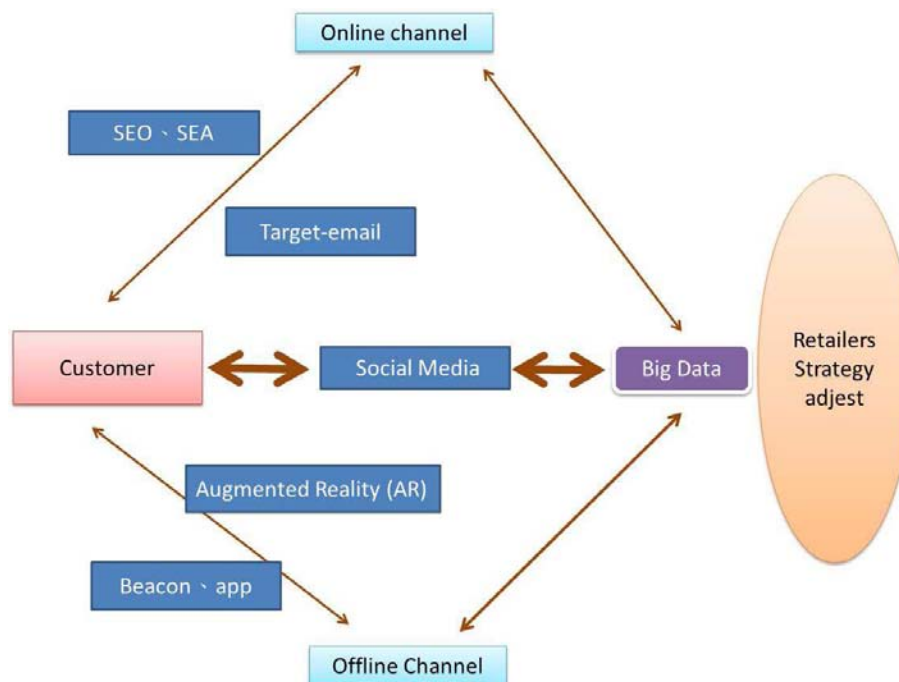 Online channel
SEO、SEA
Target-email
Customer
Social Media
Big Data
Retailers
Strategy
adjest
Augmented Reality (AR)
Beacon、app
Offline Channel